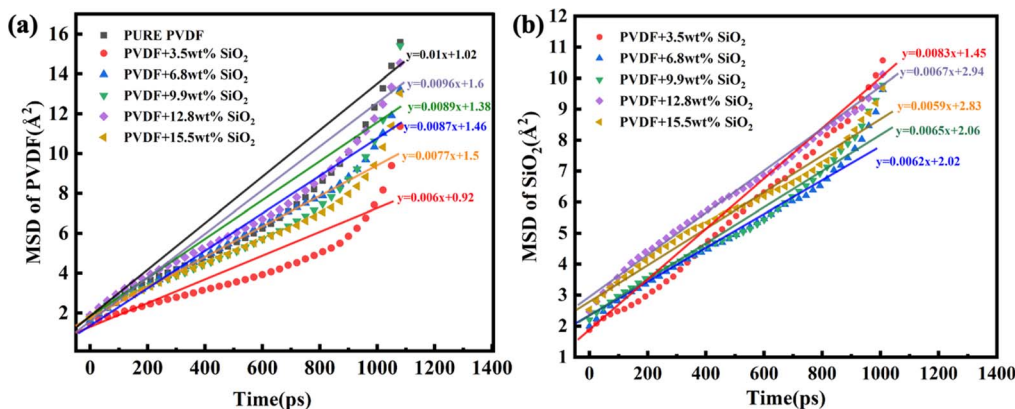 (a)
MSD of PVDF(Å²)
16
14
12
10
8
6
4
2
PURE PVDF
PVDF+3.5wt% SiO₂
PVDF+6.8wt% SiO₂
PVDF+9.9wt% SiO₂
PVDF+12.8wt% SiO₂
PVDF+15.5wt% SiO₂
y=0.01x+1.02
y=0.0096x+1.6
y=0.0089x+1.38
y=0.0087x+1.46
y=0.0077x+1.5
y=0.006x+0.92
0 200 400 600 800 1000 1200 1400
Time(ps)
(b)
MSD of SiO₂(Å²)
12
11
10
9
8
7
6
5
4
3
2
1
PVDF+3.5wt% SiO₂
PVDF+6.8wt% SiO₂
PVDF+9.9wt% SiO₂
PVDF+12.8wt% SiO₂
PVDF+15.5wt% SiO₂
y=0.0083x+1.45
y=0.0067x+2.94
y=0.0059x+2.83
y=0.0065x+2.06
y=0.0062x+2.02
0 200 400 600 800 1000 1200 1400
Time(ps)